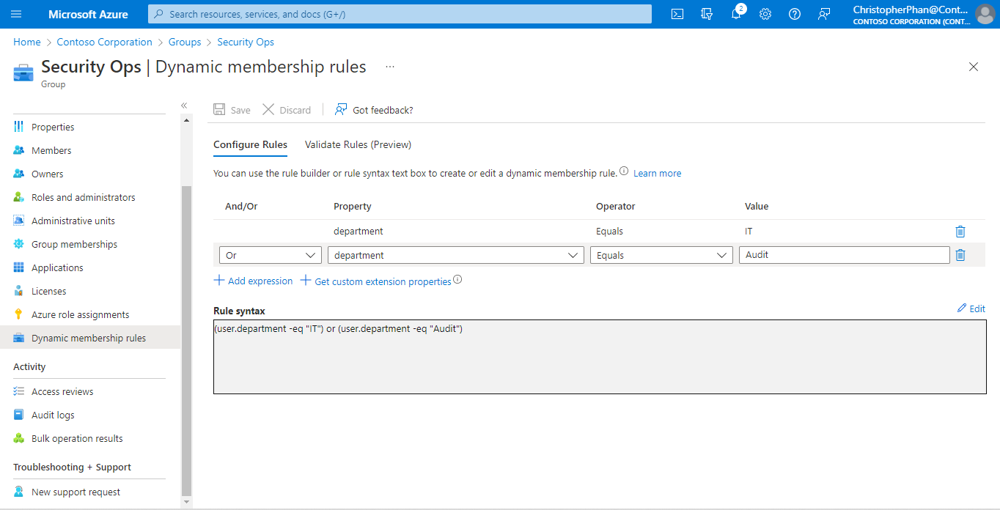 Microsoft Azure
Search resources, services, and docs (G+/)
2
ChristopherPhan@Cont...
CONTOSO CORPORATION (CONT...
Home > Contoso Corporation > Groups > Security Ops
Security Ops | Dynamic membership rules ...
Group
Properties
Members
Owners
Roles and administrators
Administrative units
Group memberships
Applications
Licenses
Azure role assignments
Dynamic membership rules
Activity
Access reviews
Audit logs
Bulk operation results
Troubleshooting + Support
New support request
Save Discard Got feedback?
Configure Rules Validate Rules (Preview)
You can use the rule builder or rule syntax text box to create or edit a dynamic membership rule. Learn more
And/Or Property Operator Value
department Equals IT
Or department Equals Audit
Add expression Get custom extension properties
Rule syntax Edit
(user.department -eq "IT") or (user.department -eq "Audit")